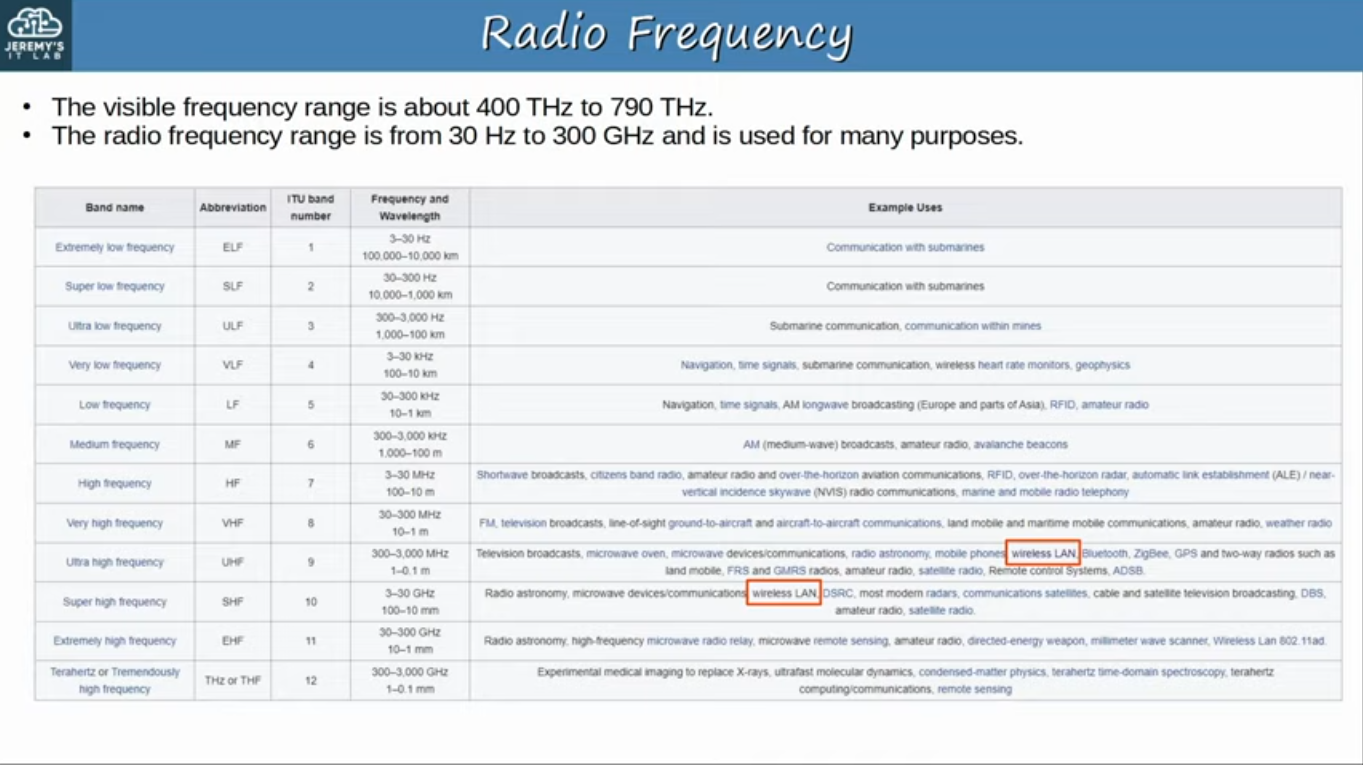 JEREMY'S
IT LAB
Radio Frequency
• The visible frequency range is about 400 THz to 790 THz.
• The radio frequency range is from 30 Hz to 300 GHz and is used for many purposes.
Band name Abbreviation ITU band number Frequency and Wavelength Example Uses
Extremely low frequency ELF 1 3–30 Hz 100,000–10,000 km Communication with submarines
Super low frequency SLF 2 30–300 Hz 10,000–1,000 km Communication with submarines
Ultra low frequency ULF 3 300–3,000 Hz 1,000–100 km Submarine communication, communication within mines
Very low frequency VLF 4 3–30 kHz 100–10 km Navigation, time signals, submarine communication, wireless heart rate monitors, geophysics
Low frequency LF 5 30–300 kHz 10–1 km Navigation, time signals, AM longwave broadcasting (Europe and parts of Asia), RFID, amateur radio
Medium frequency MF 6 300–3,000 kHz 1,000–100 m AM (medium-wave) broadcasts, amateur radio, avalanche beacons
High frequency HF 7 3–30 MHz 100–10 m Shortwave broadcasts, citizens band radio, amateur radio and over-the-horizon aviation communications, RFID, over-the-horizon radar, automatic link establishment (ALE) / near-
vertical incidence skywave (NVIS) radio communications, marine and mobile radio telephony
Very high frequency VHF 8 30–300 MHz 10–1 m FM, television broadcasts, line-of-sight ground-to-aircraft and aircraft-to-aircraft communications, land mobile and maritime mobile communications, amateur radio, weather radio
Ultra high frequency UHF 9 300–3,000 MHz 1–0.1 m Television broadcasts, microwave oven, microwave devices/communications, radio astronomy, mobile phones, wireless LAN, Bluetooth, ZigBee, GPS and two-way radios such as
land mobile, FRS and GMRS radios, amateur radio, satellite radio, Remote control Systems, ADSB.
Super high frequency SHF 10 3–30 GHz 100–10 mm Radio astronomy, microwave devices/communications, wireless LAN, DSRC, most modern radars, communications satellites, cable and satellite television broadcasting, DBS,
amateur radio, satellite radio.
Extremely high frequency EHF 11 30–300 GHz 10–1 mm Radio astronomy, high-frequency microwave radio relay, microwave remote sensing, amateur radio, directed-energy weapon, millimeter wave scanner, Wireless Lan 802.11ad.
Terahertz or Tremendously high frequency THz or THF 12 300–3,000 GHz 1–0.1 mm Experimental medical imaging to replace X-rays, ultrafast molecular dynamics, condensed-matter physics, terahertz time-domain spectroscopy, terahertz
computing/communications, remote sensing